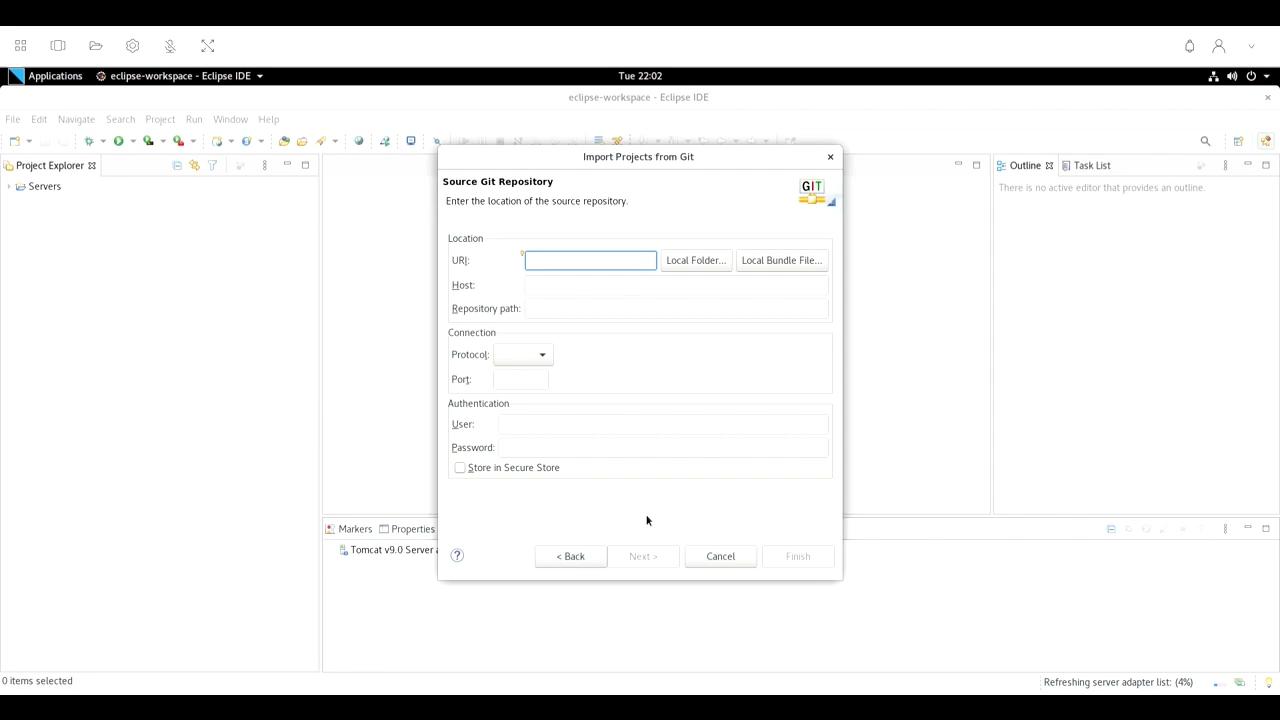 Applications
eclipse-workspace - Eclipse IDE
Tue 22:02
eclipse-workspace - Eclipse IDE
File Edit Navigate Search Project Run Window Help
Project Explorer
Servers
Outline
Task List
There is no active editor that provides an outline.
Import Projects from Git
Source Git Repository
Enter the location of the source repository.
GIT
Location
URI:
Local Folder...
Local Bundle File...
Host:
Repository path:
Connection
Protocol:
Port:
Authentication
User:
Password:
Store in Secure Store
< Back
Next >
Cancel
Finish
Markers
Properties
Tomcat v9.0 Server
0 items selected
Refreshing server adapter list: (4%)